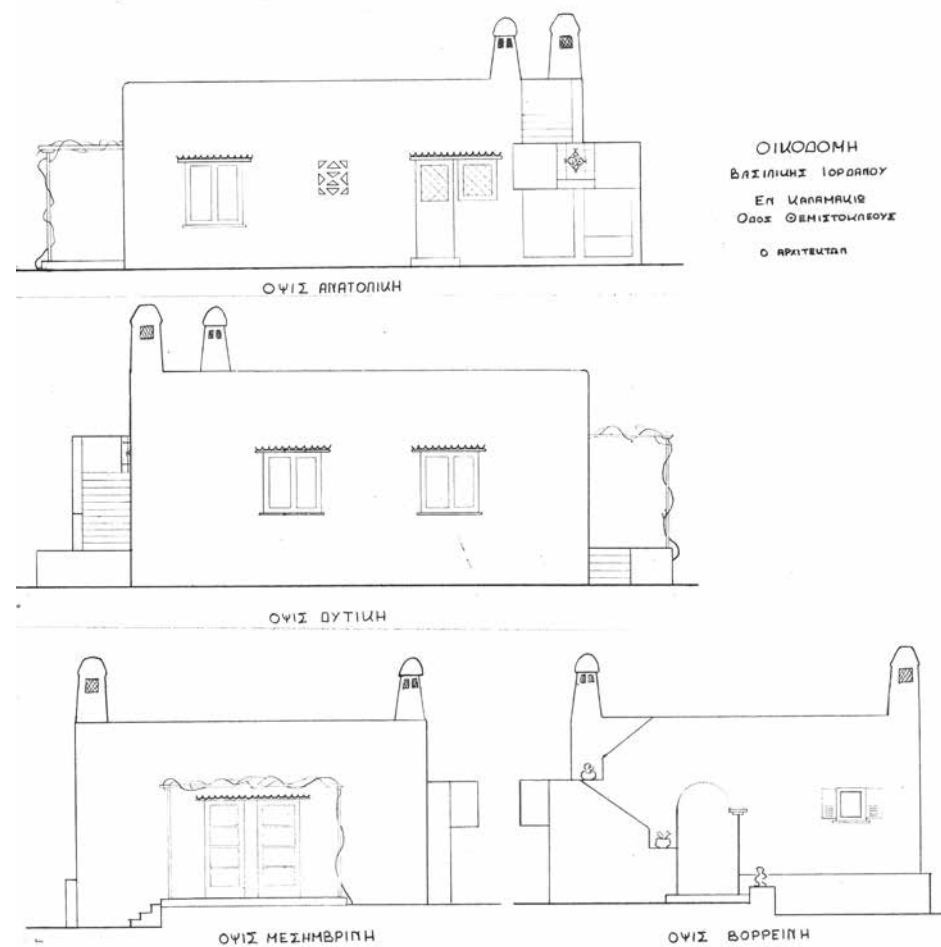 ΟΙΚΟΔΟΜΗ
ΒΑΣΙΛΙΚΗΣ ΙΟΡΔΑΝΟΥ
ΕΝ ΚΑΛΑΜΑΚΙΩ
ΟΔΟΣ ΘΕΜΙΣΤΟΚΛΕΟΥΣ
Ο ΑΡΧΙΤΕΚΤΩΝ
ΟΨΙΣ ΑΝΑΤΟΛΙΚΗ
ΟΨΙΣ ΔΥΤΙΚΗ
ΟΨΙΣ ΜΕΣΗΜΒΡΙΝΗ
ΟΨΙΣ ΒΟΡΡΕΙΝΗ